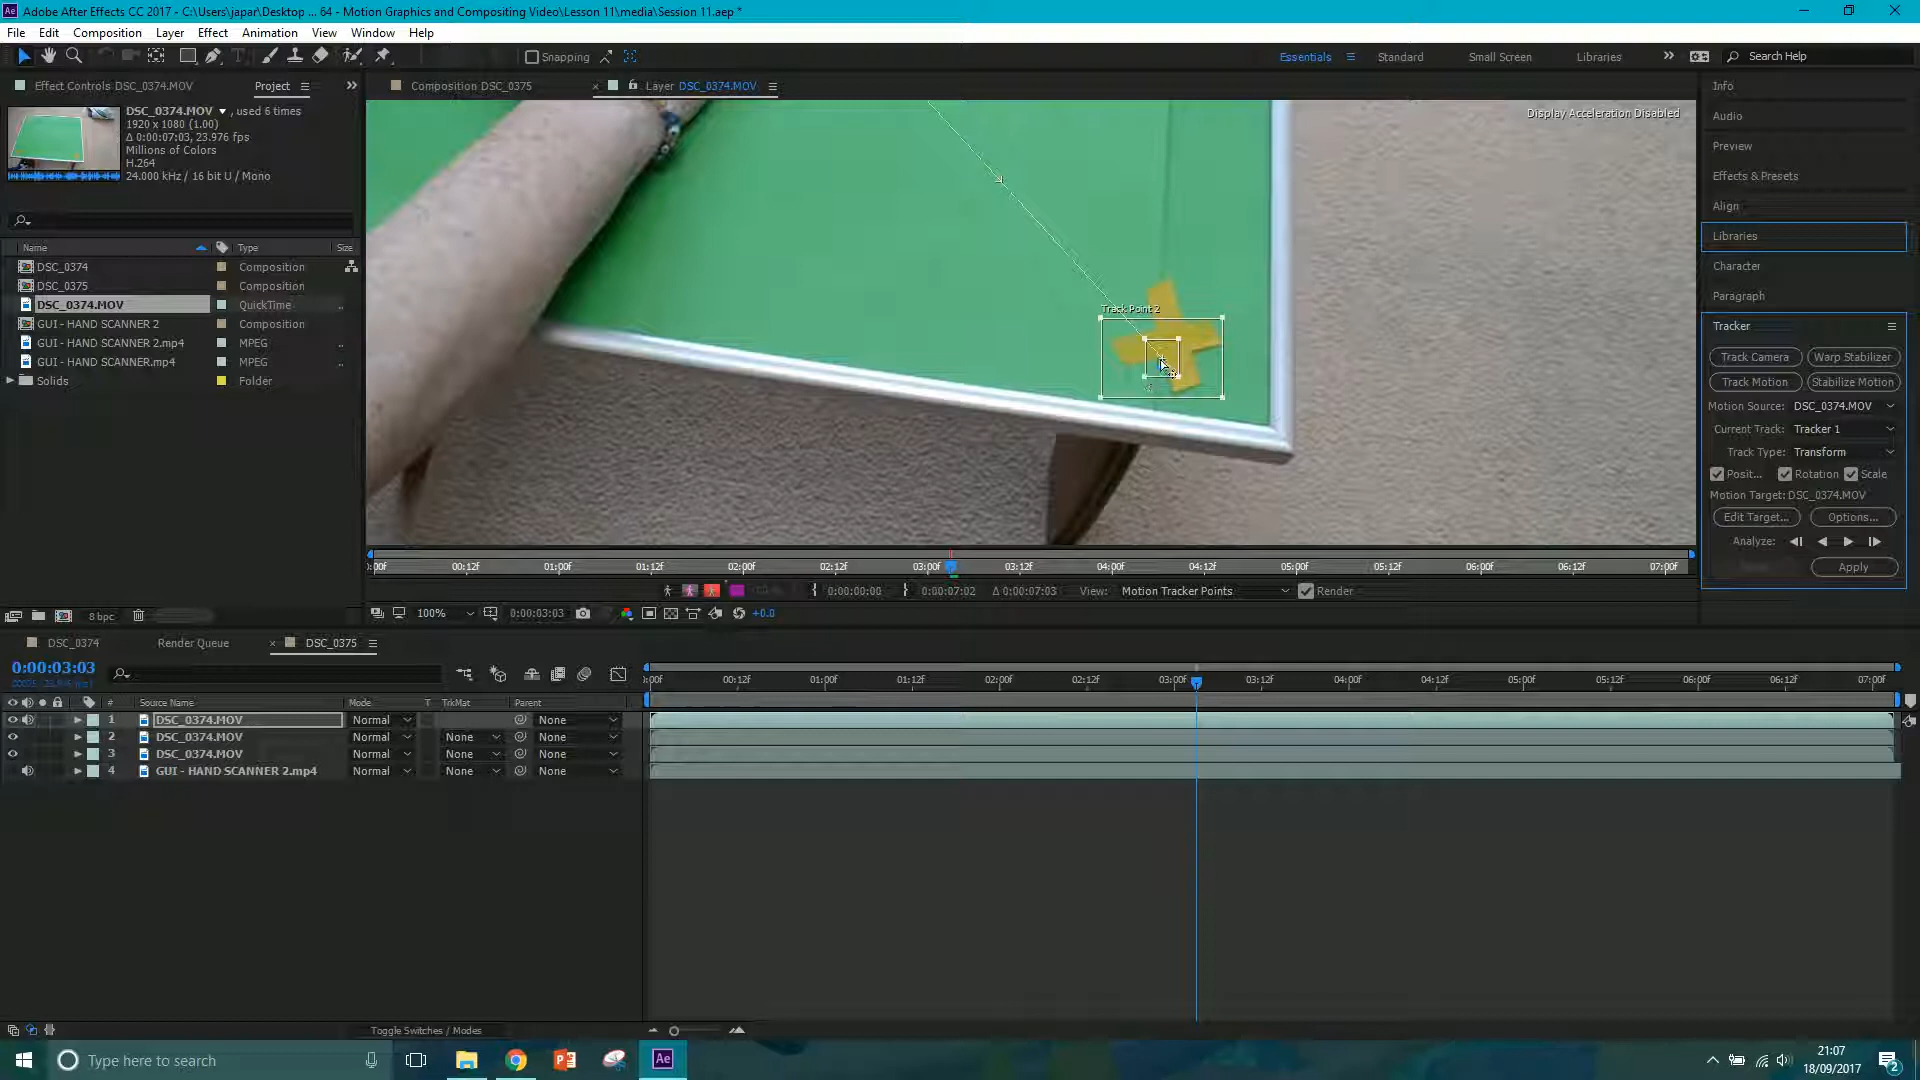 Adobe After Effects CC 2017 - C:\Users\japar\Desktop ... 64 - Motion Graphics and Compositing Video\Lesson 11\media\Session 11.aep *
File Edit Composition Layer Effect Animation View Window Help
Snapping
Essentials Standard Small Screen Libraries Search Help
Effect Controls DSC_0374.MOV Project
Composition DSC_0375
Layer DSC_0374.MOV
DSC_0374.MOV , used 6 times
1920 x 1080 (1.00)
Δ 0:00:07:03, 23.976 fps
Millions of Colors
H.264
24.000 kHz / 16 bit U / Mono
Name Type Size
DSC_0374 Composition
DSC_0375 Composition
DSC_0374.MOV QuickTime
GUI - HAND SCANNER 2 Composition
GUI - HAND SCANNER 2.mp4 MPEG
GUI - HAND SCANNER.mp4 MPEG
Solids Folder
8 bpc
Display Acceleration Disabled
Track Point 2
:00f 00:12f 01:00f 01:12f 02:00f 02:12f 03:00f 03:12f 04:00f 04:12f 05:00f 05:12f 06:00f 06:12f 07:00f
0:00:00:00 0:00:07:02 Δ 0:00:07:03 View: Motion Tracker Points Render
100% 0:00:03:03 +0.0
Info
Audio
Preview
Effects & Presets
Align
Libraries
Character
Paragraph
Tracker
Track Camera Warp Stabilizer
Track Motion Stabilize Motion
Motion Source: DSC_0374.MOV
Current Track: Tracker 1
Track Type: Transform
Posit... Rotation Scale
Motion Target: DSC_0374.MOV
Edit Target... Options...
Analyze:
Apply
DSC_0374 Render Queue DSC_0375
0:00:03:03
:00f 00:12f 01:00f 01:12f 02:00f 02:12f 03:00f 03:12f 04:00f 04:12f 05:00f 05:12f 06:00f 06:12f 07:00f
# Source Name Mode T TrkMat Parent
1 DSC_0374.MOV Normal None
2 DSC_0374.MOV Normal None None
3 DSC_0374.MOV Normal None None
4 GUI - HAND SCANNER 2.mp4 Normal None None
Toggle Switches / Modes
Type here to search
21:07
18/09/2017
2